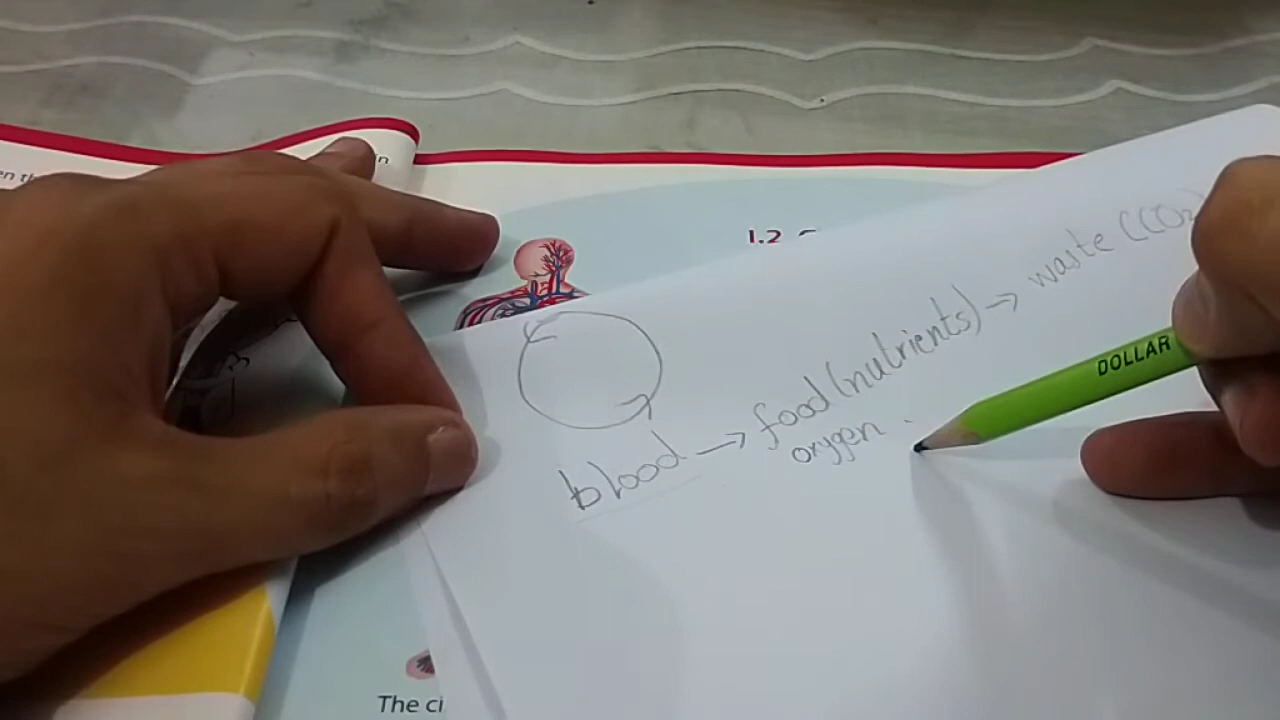 1.2
waste (CO2)
blood → food (nutrients) →
oxygen
DOLLAR
The ci